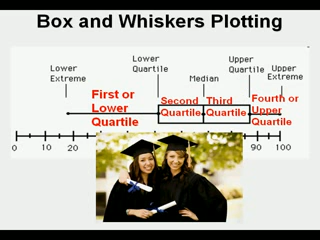 Box and Whiskers Plotting
Lower
Extreme
Lower
Quartile
Median
Upper
Quartile
Upper
Extreme
First or
Lower
Quartile
Second
Quartile
Third
Quartile
Fourth or
Upper
Quartile
0 10 20 90 100